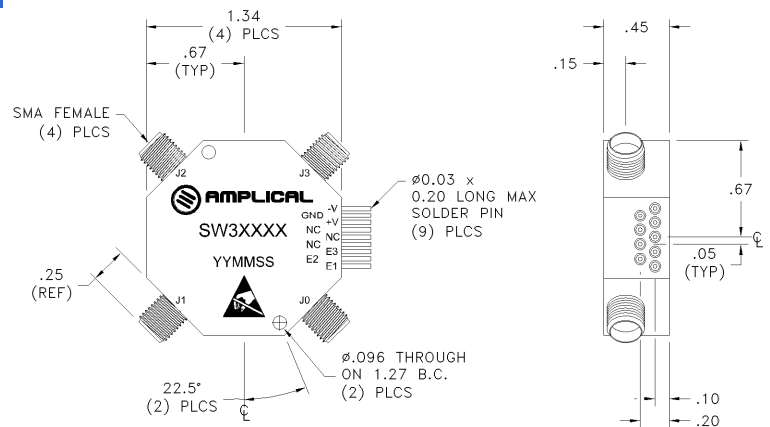 1.34
(4) PLCS
.67
(TYP)
SMA FEMALE
(4) PLCS
J2
J3
AMPLICAL
SW3XXXX
YYMMSS
-V
GND
+V
NC
NC
NC
E3
E2
E1
J1
J0
Ø0.03 x
0.20 LONG MAX
SOLDER PIN
(9) PLCS
.25
(REF)
Ø.096 THROUGH
ON 1.27 B.C.
(2) PLCS
22.5°
(2) PLCS
℄
.45
.15
.67
℄
.05
(TYP)
.10
.20